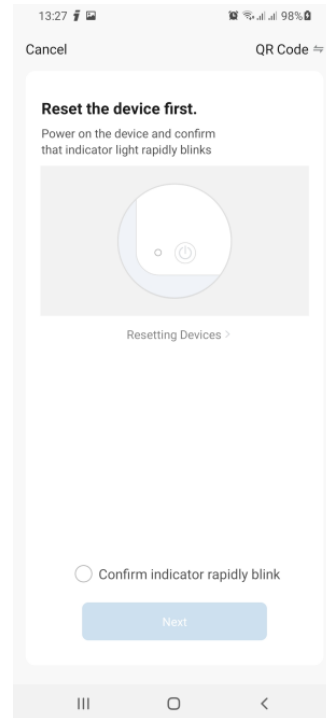 13:27 98%
Cancel QR Code
Reset the device first.
Power on the device and confirm
that indicator light rapidly blinks
Resetting Devices >
Confirm indicator rapidly blink
Next